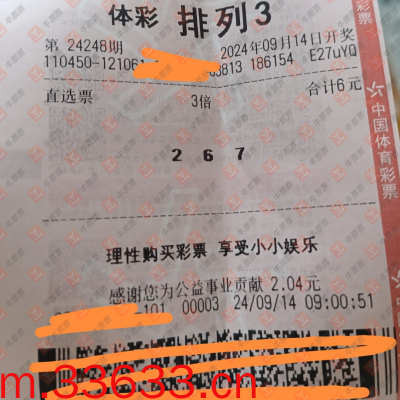 体彩 排列3
第 24248期 2024年09月14日开奖
110450-12106 63813 186154 E27uYQ
直选票 3倍 合计6元
2 6 7
理性购买彩票 享受小小娱乐
感谢您为公益事业贡献 2.04元
101 00003 24/09/14 09:00:51
中国体育彩票
m.33633.cn